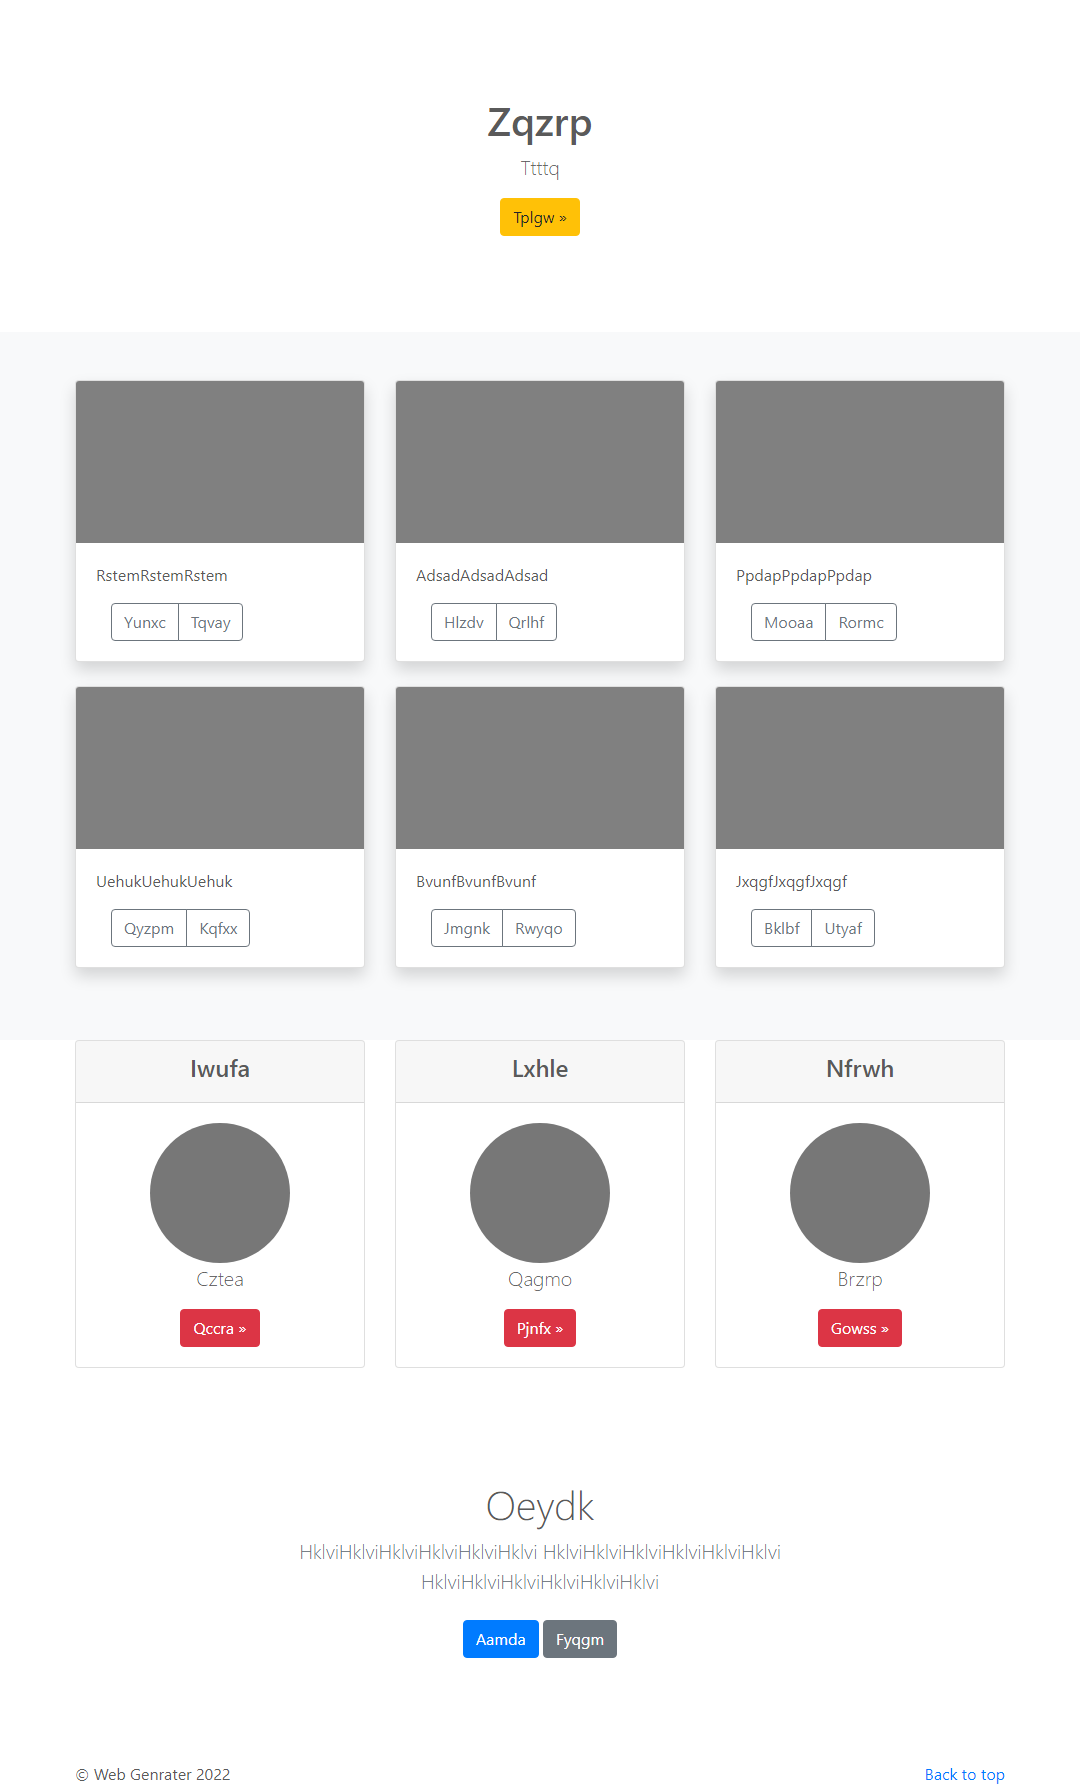 Zqzrp
Ttttq
Tplgw »
RstemRstemRstem
Yunxc Tqvay
AdsadAdsadAdsad
Hlzdv Qrlhf
PpdapPpdapPpdap
Mooaa Rormc
UehukUehukUehuk
Qyzpm Kqfxx
BvunfBvunfBvunf
Jmgnk Rwyqo
JxqgfJxqgfJxqgf
Bklbf Utyaf
Iwufa
Cztea
Qccra »
Lxhle
Qagmo
Pjnfx »
Nfrwh
Brzrp
Gowss »
Oeydk
HklviHklviHklviHklviHklviHklvi HklviHklviHklviHklviHklviHklvi
HklviHklviHklviHklviHklviHklvi
Aamda Fyqgm
© Web Genrater 2022
Back to top